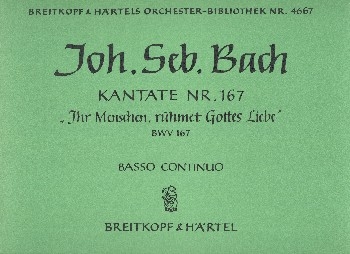 BREITKOPF & HÄRTELS ORCHESTER-BIBLIOTHEK NR. 4667
Joh. Seb. Bach
KANTATE NR. 167
„Ihr Menschen, rühmet Gottes Liebe“
BWV 167
BASSO CONTINUO
BREITKOPF & HÄRTEL